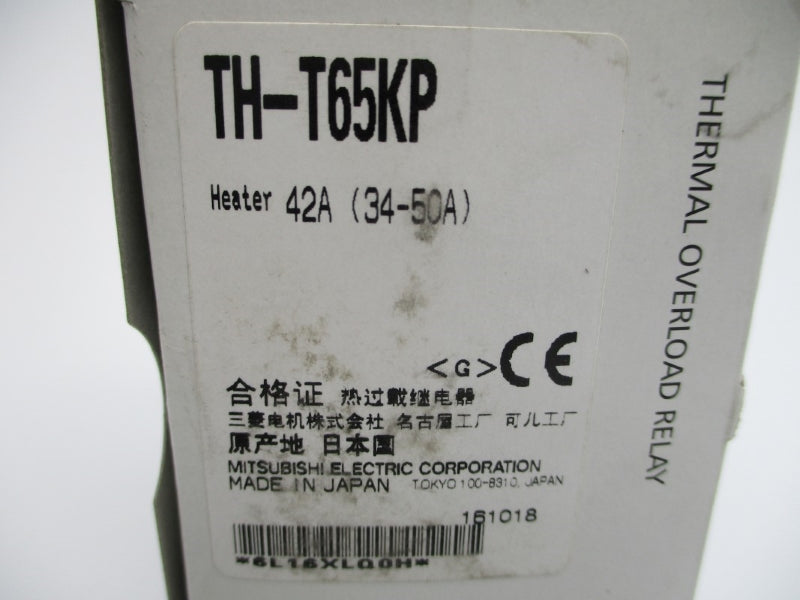 TH-T65KP
Heater 42A (34-50A)
<G> CE
合格证 热过载继电器
三菱电机株式会社 名古屋工厂 可儿工厂
原产地 日本国
MITSUBISHI ELECTRIC CORPORATION
MADE IN JAPAN TOKYO 100-8310, JAPAN
161018
*6L16XLQ0H*
THERMAL OVERLOAD RELAY